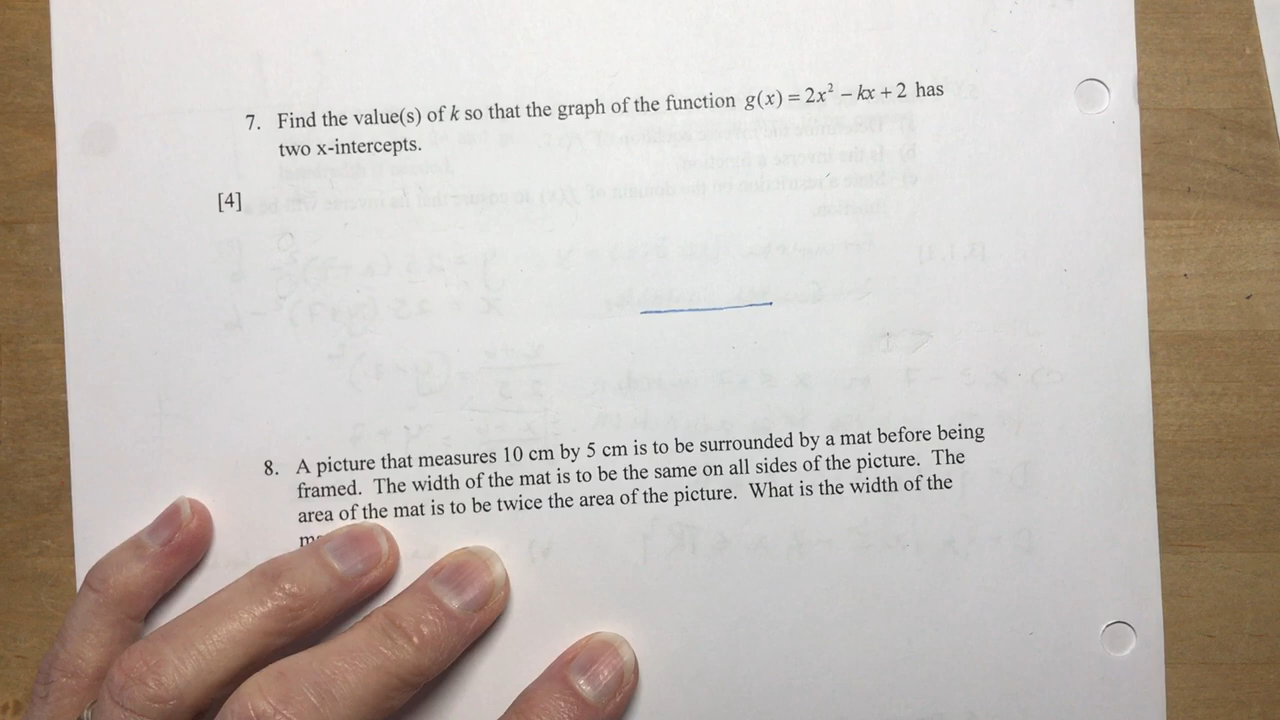 7. Find the value(s) of k so that the graph of the function g(x) = 2x² − kx + 2 has
two x-intercepts.
[4]
8. A picture that measures 10 cm by 5 cm is to be surrounded by a mat before being
framed. The width of the mat is to be the same on all sides of the picture. The
area of the mat is to be twice the area of the picture. What is the width of the